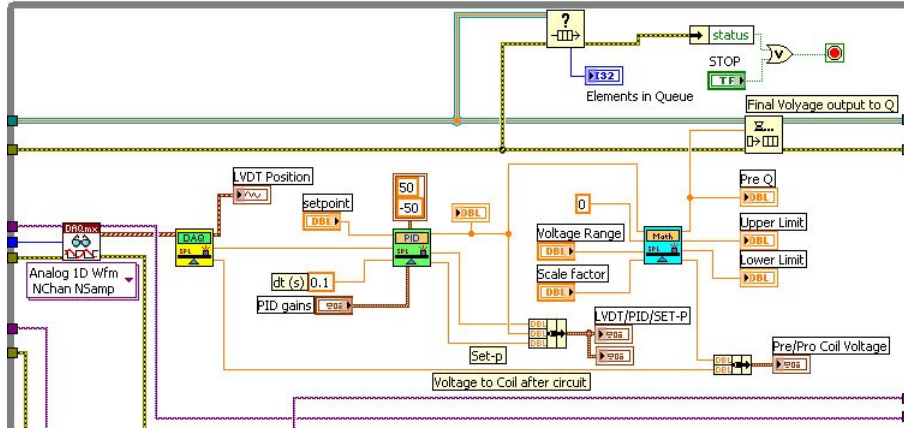 ?
status
STOP
TF
I32
Elements in Queue
Final Volyage output to Q
LVDT Position
50
-50
setpoint
DBL
DBL
0
Pre Q
DBL
DAQmx
DAQ
SPL
PID
SPL
Voltage Range
DBL
Math
SPL
Upper Limit
DBL
Lower Limit
DBL
Analog 1D Wfm
NChan NSamp
dt (s) 0.1
Scale factor
DBL
PID gains
LVDT/PID/SET-P
DBL
DBL
DBL
Set-p
Pre/Pro Coil Voltage
DBL
DBL
Voltage to Coil after circuit